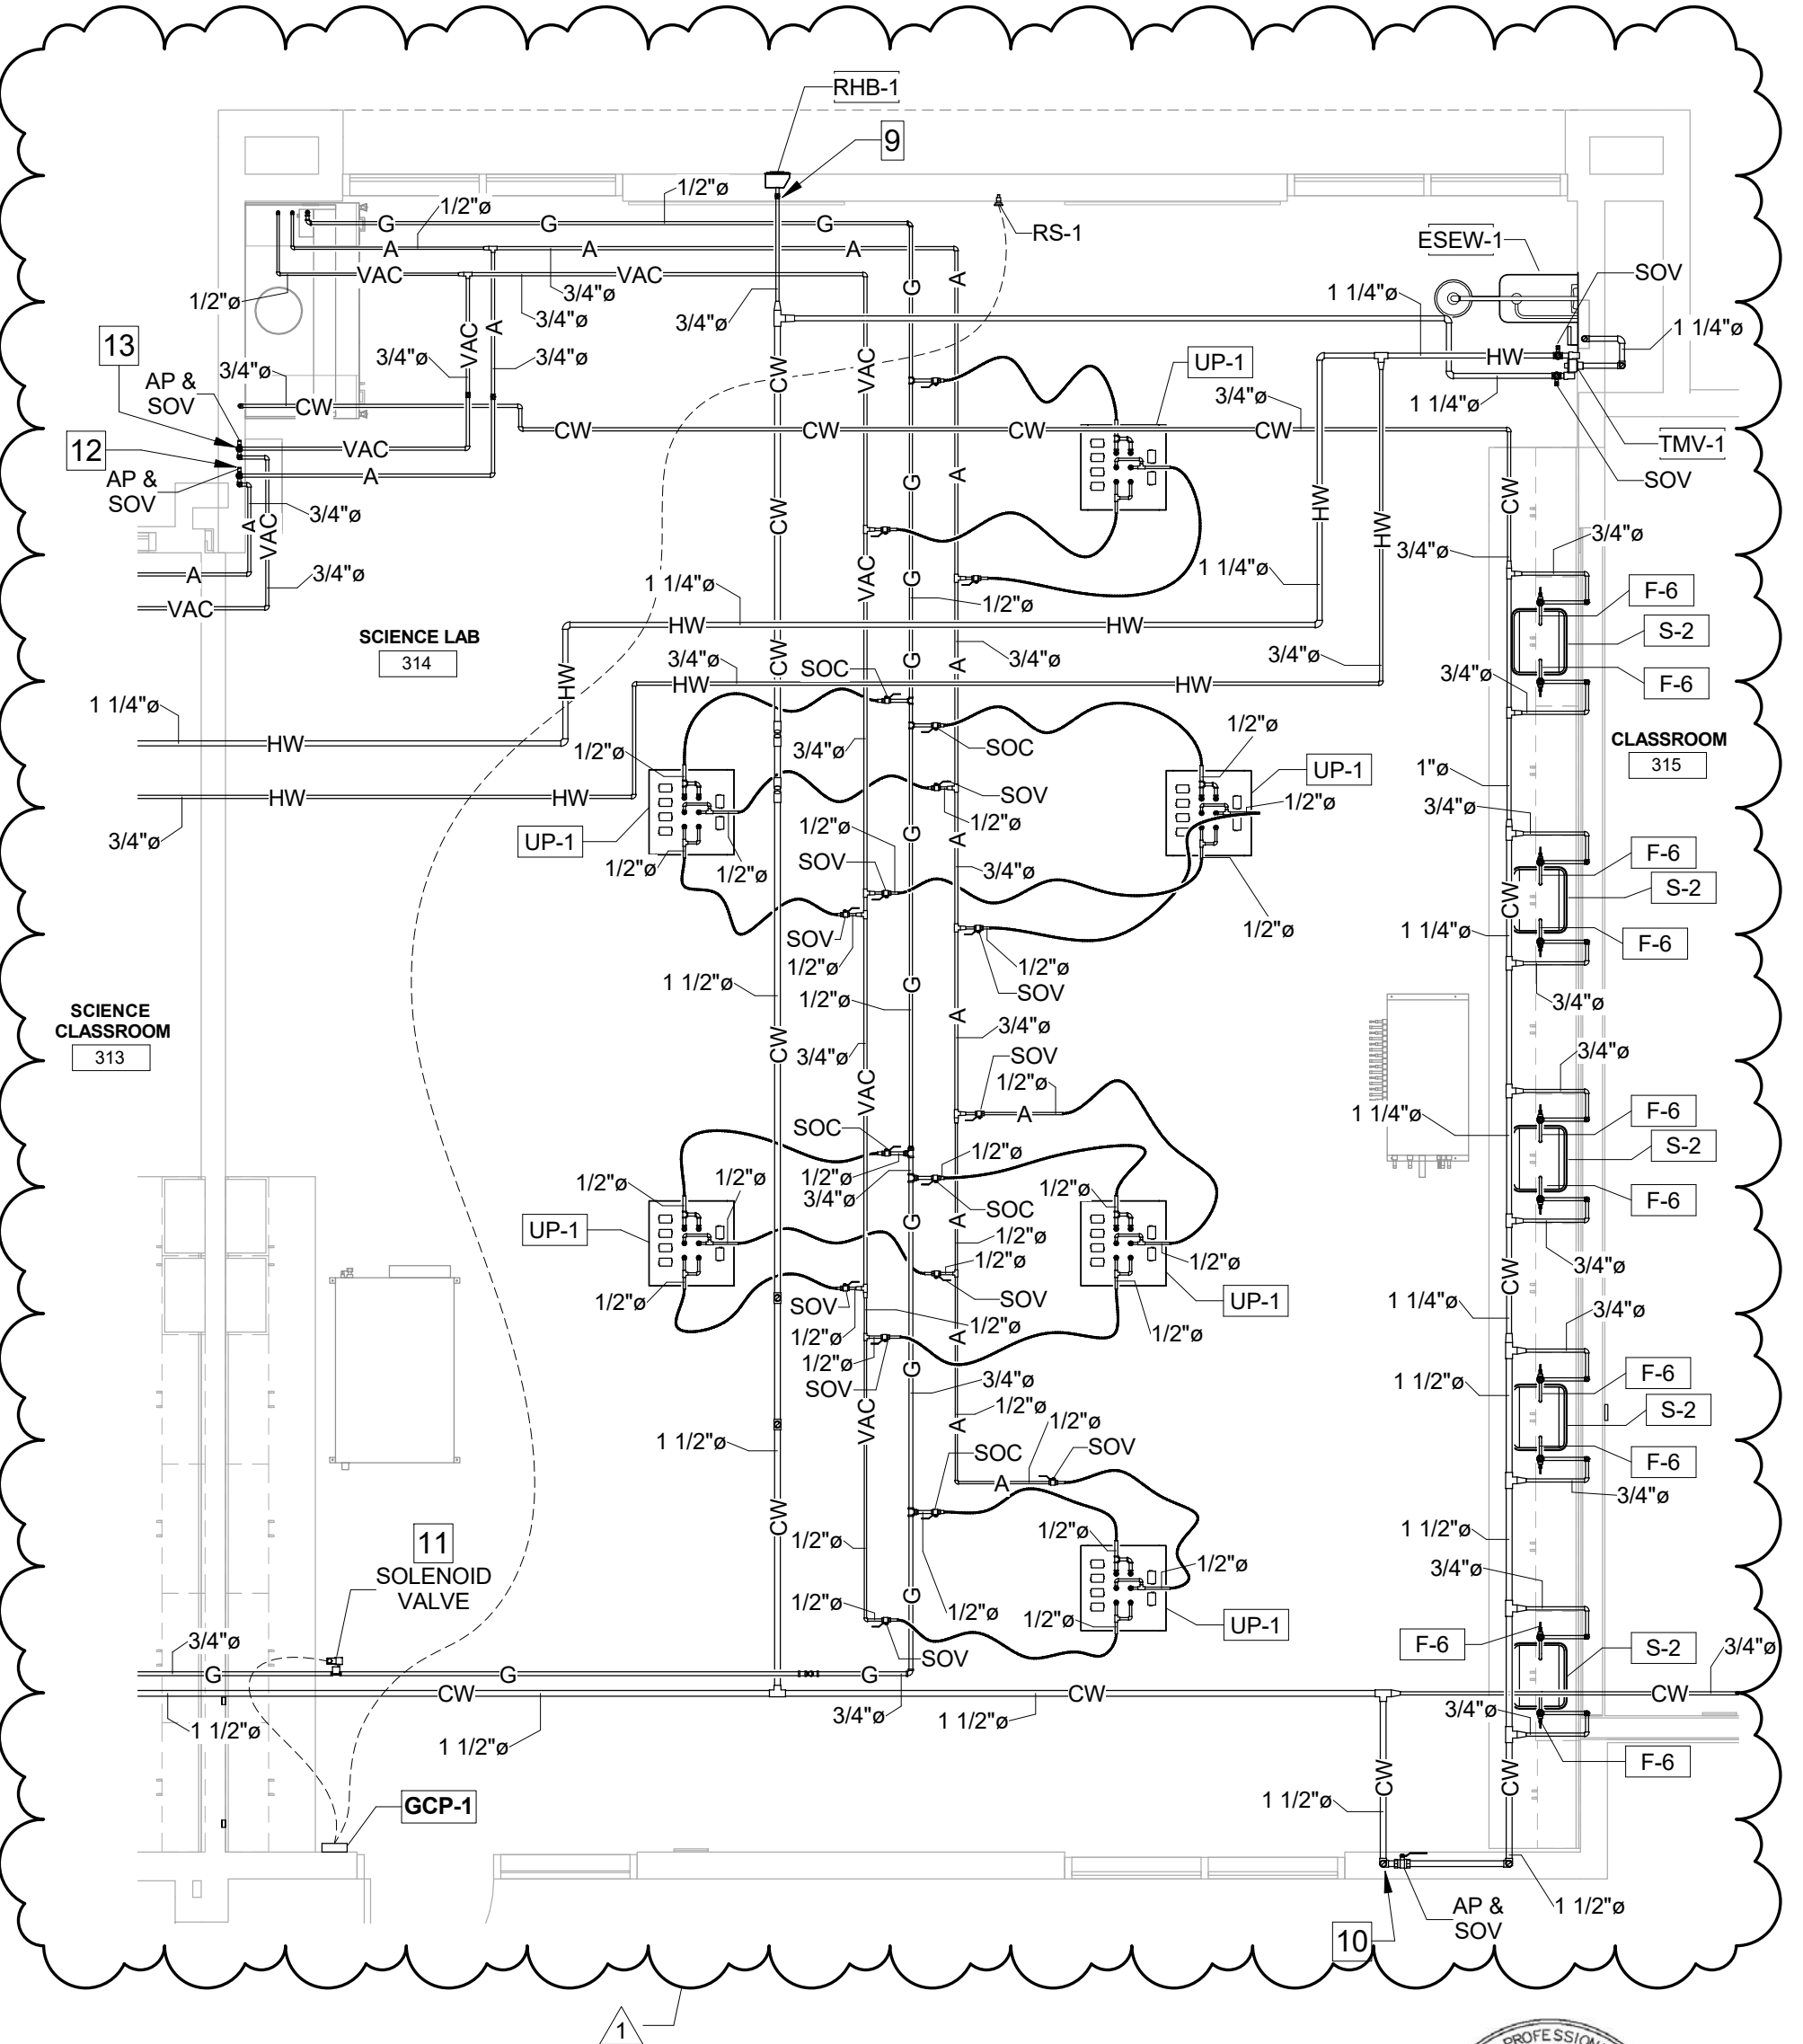 RHB-1
9
1/2"ø
1/2"ø
G G G
RS-1
A A A
ESEW-1
SOV
VAC VAC
A
G
1/2"ø
3/4"ø
3/4"ø
3/4"ø
1 1/4"ø
1 1/4"ø
13
VAC
A
3/4"ø
3/4"ø
HW
UP-1
AP &
SOV
3/4"ø
CW
VAC
3/4"ø
1 1/4"ø
CW
CW CW CW CW
TMV-1
12
VAC
AP &
SOV
A
G
A
SOV
3/4"ø
A
VAC
CW
HW
HW
CW
3/4"ø
3/4"ø
A
3/4"ø
VAC
G
1 1/4"ø
1 1/4"ø
F-6
VAC
1/2"ø
HW HW
S-2
SCIENCE LAB
314
CW
G
A
3/4"ø
3/4"ø
3/4"ø
SOC
HW
HW HW
3/4"ø
F-6
1 1/4"ø
HW
1/2"ø
3/4"ø
SOC
1/2"ø
CLASSROOM
315
1"ø
UP-1
HW HW
SOV
1/2"ø
3/4"ø
3/4"ø
UP-1
1/2"ø
1/2"ø
G
A
F-6
SOV
3/4"ø
1/2"ø
1/2"ø
S-2
CW
SOV
1/2"ø
1 1/4"ø
F-6
1/2"ø
1/2"ø
1 1/2"ø
1/2"ø
G
SOV
3/4"ø
SCIENCE
CLASSROOM
313
A
3/4"ø
CW
3/4"ø
SOV
3/4"ø
1/2"ø
VAC
A
1 1/4"ø
F-6
SOC
1/2"ø
S-2
1/2"ø
1/2"ø
1/2"ø
3/4"ø
1/2"ø
F-6
SOC
UP-1
G
A
1/2"ø
1/2"ø
1/2"ø
3/4"ø
CW
1/2"ø
SOV
SOV
UP-1
1 1/4"ø
3/4"ø
1/2"ø
1/2"ø
1/2"ø
A
1/2"ø
SOV
G
3/4"ø
1 1/2"ø
F-6
1/2"ø
VAC
A
1/2"ø
S-2
1 1/2"ø
SOC
SOV
F-6
A
3/4"ø
CW
11
SOLENOID
VALVE
1/2"ø
1/2"ø
1 1/2"ø
1/2"ø
3/4"ø
G
1/2"ø
1/2"ø
1/2"ø
UP-1
3/4"ø
SOV
F-6
S-2
3/4"ø
G G G
CW CW CW
1 1/2"ø
1 1/2"ø
3/4"ø
1 1/2"ø
3/4"ø
F-6
CW
CW
GCP-1
1 1/2"ø
AP &
SOV
1 1/2"ø
10
1
PROFESSION